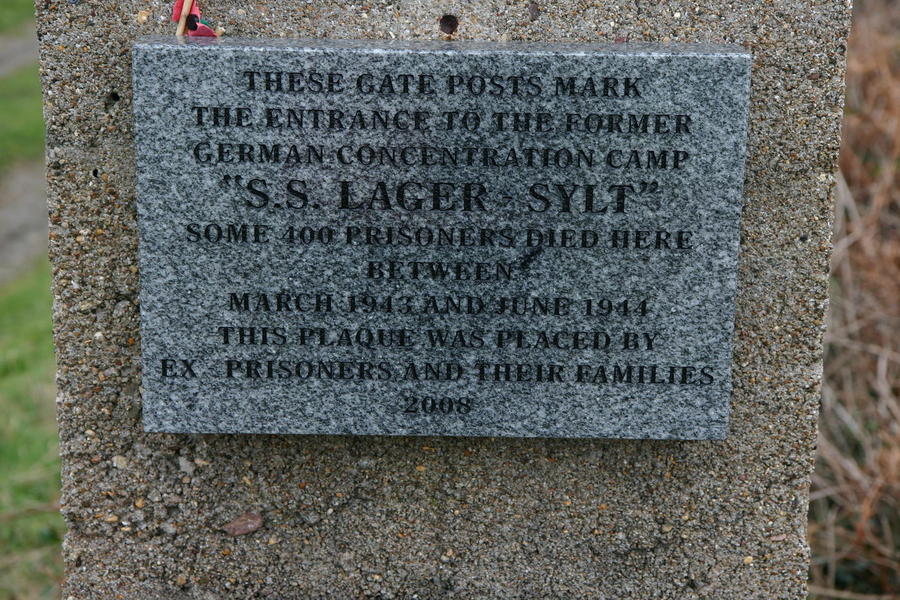 THESE GATE POSTS MARK
THE ENTRANCE TO THE FORMER
GERMAN CONCENTRATION CAMP
"S.S. LAGER - SYLT"
SOME 400 PRISONERS DIED HERE
BETWEEN
MARCH 1943 AND JUNE 1944
THIS PLAQUE WAS PLACED BY
EX PRISONERS AND THEIR FAMILIES
2008